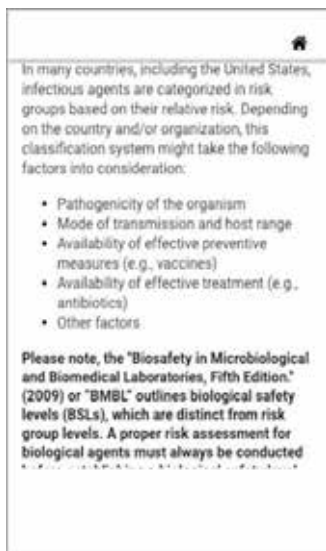 In many countries, including the United States,
infectious agents are categorized in risk
groups based on their relative risk. Depending
on the country and/or organization, this
classification system might take the following
factors into consideration:
• Pathogenicity of the organism
• Mode of transmission and host range
• Availability of effective preventive
measures (e.g., vaccines)
• Availability of effective treatment (e.g.,
antibiotics)
• Other factors
Please note, the "Biosafety in Microbiological
and Biomedical Laboratories, Fifth Edition."
(2009) or "BMBL" outlines biological safety
levels (BSLs), which are distinct from risk
group levels. A proper risk assessment for
biological agents must always be conducted